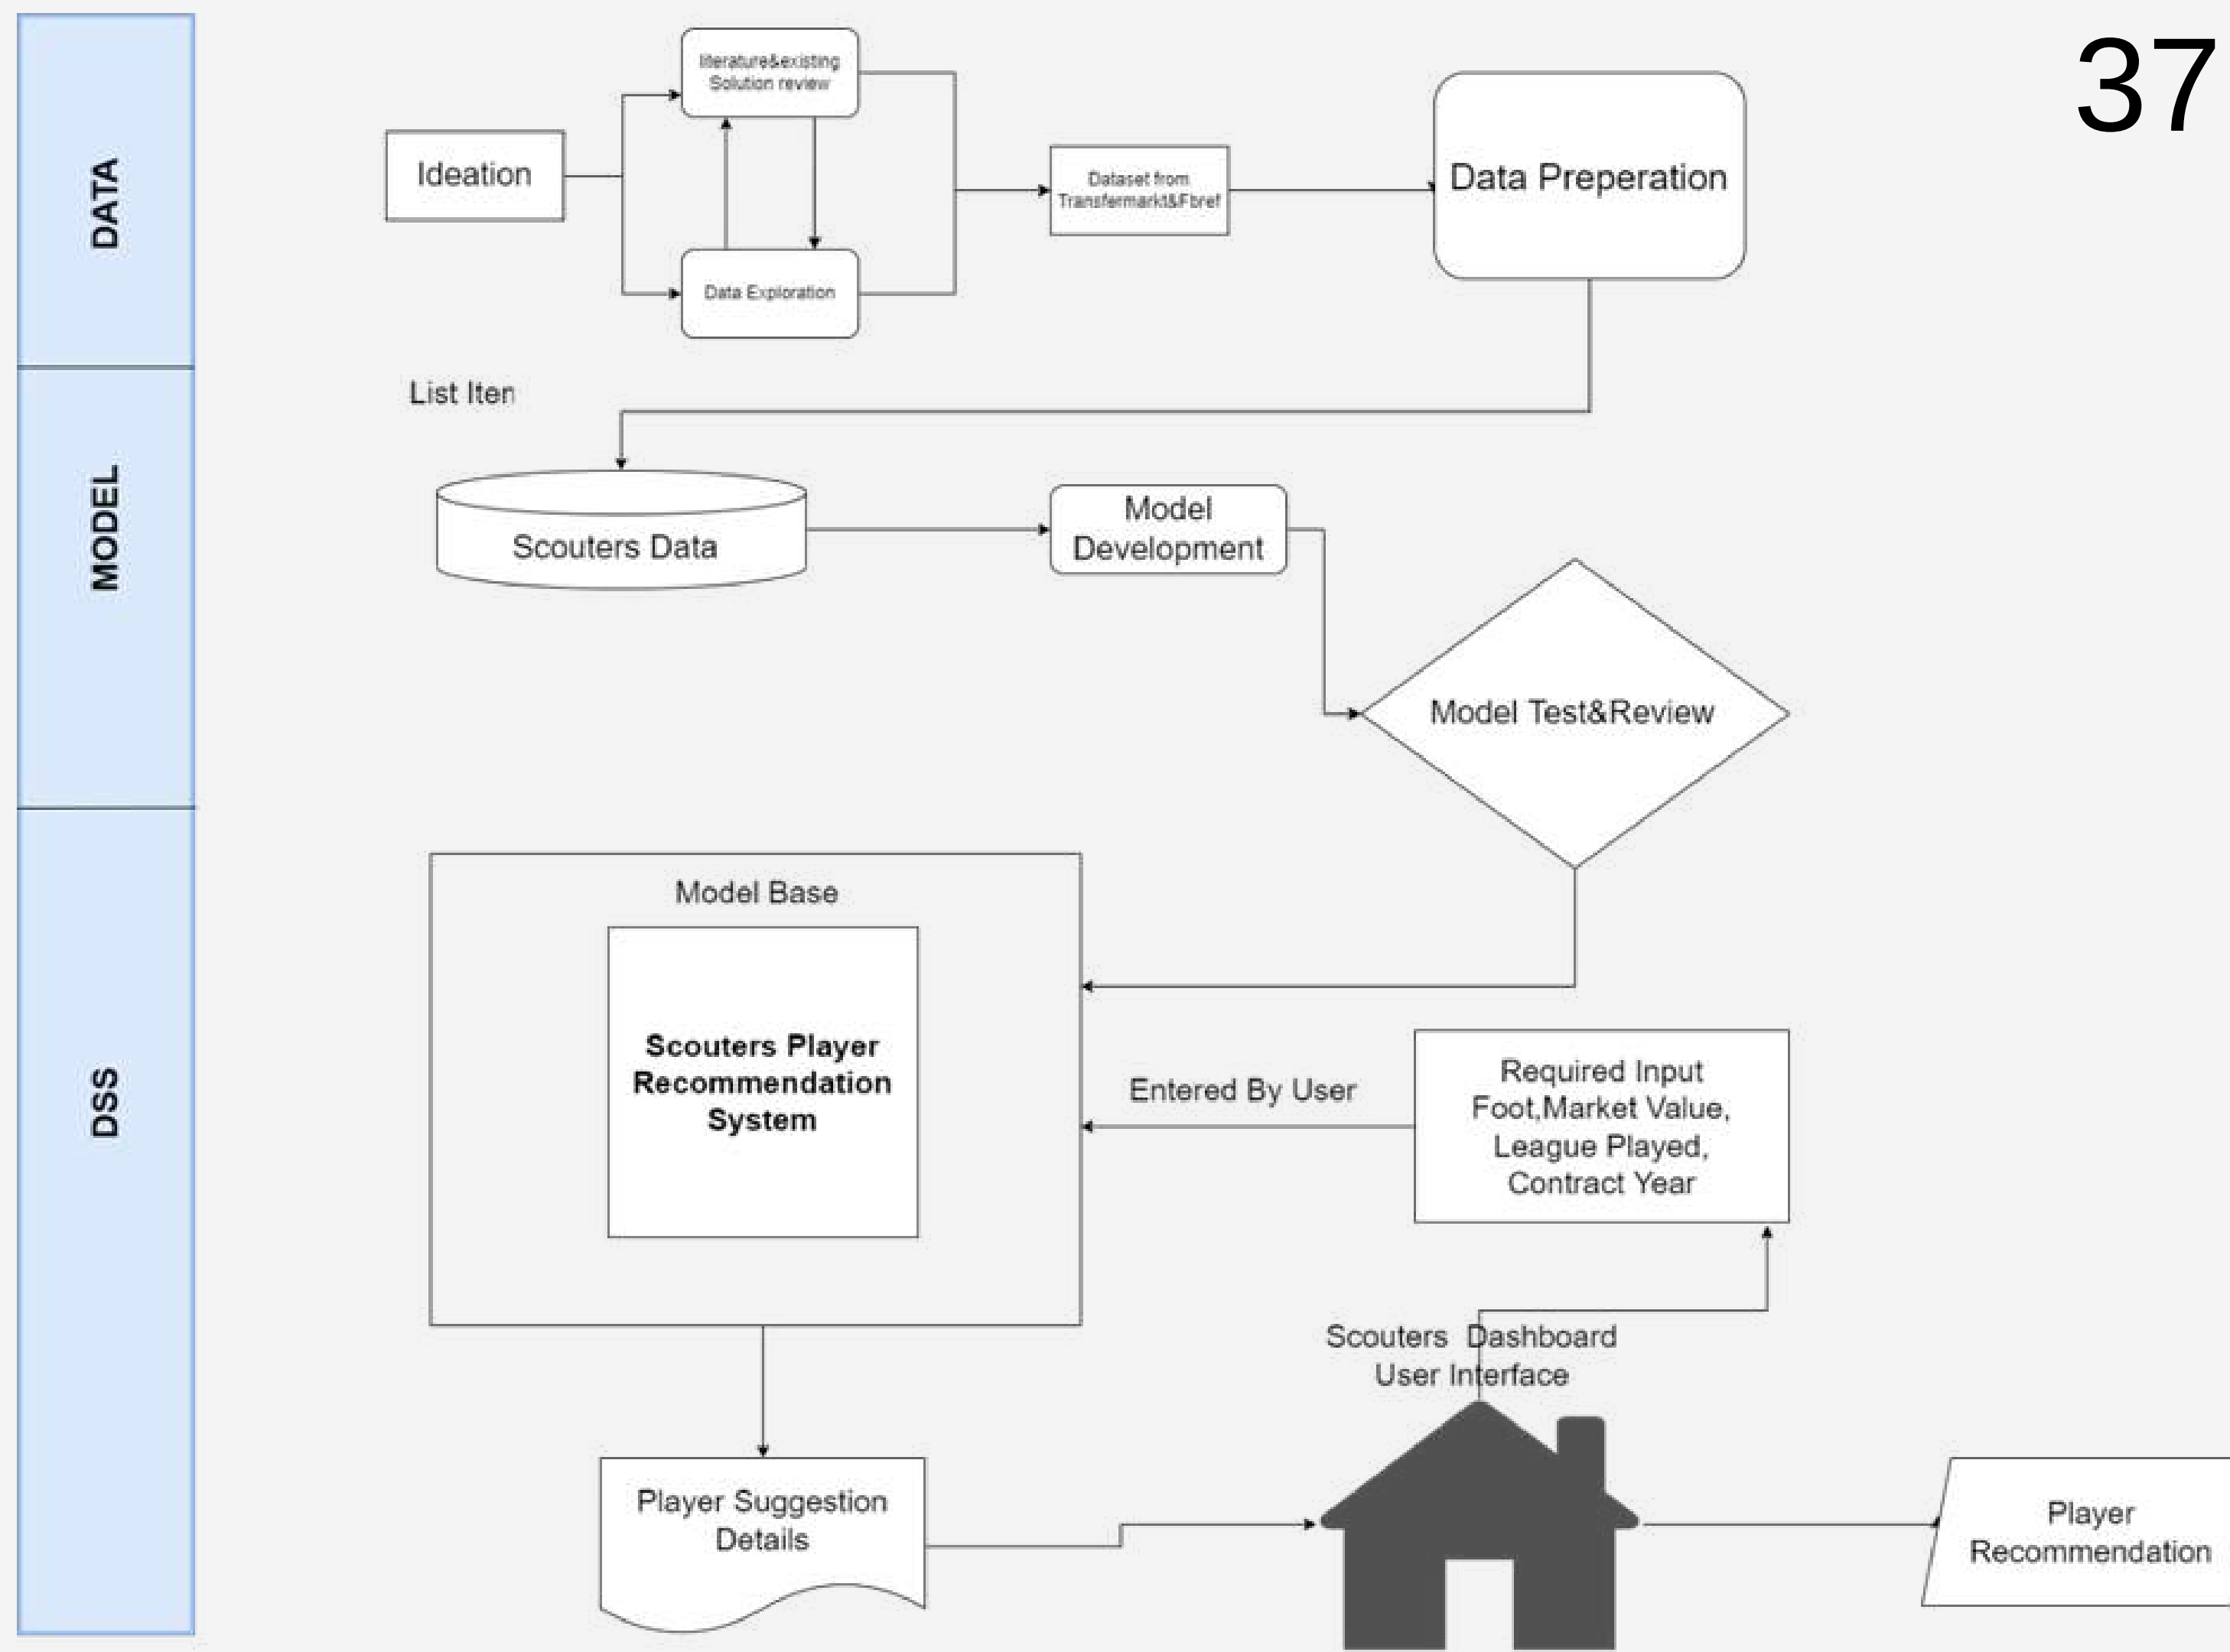 37
DATA
literature&existing
Solution review
Ideation
Dataset from
Transfermarkt&Fbref
Data Preperation
Data Exploration
List Iten
MODEL
Scouters Data
Model
Development
Model Test&Review
DSS
Model Base
Scouters Player
Recommendation
System
Entered By User
Required Input
Foot,Market Value,
League Played,
Contract Year
Scouters Dashboard
User Interface
Player Suggestion
Details
Player
Recommendation